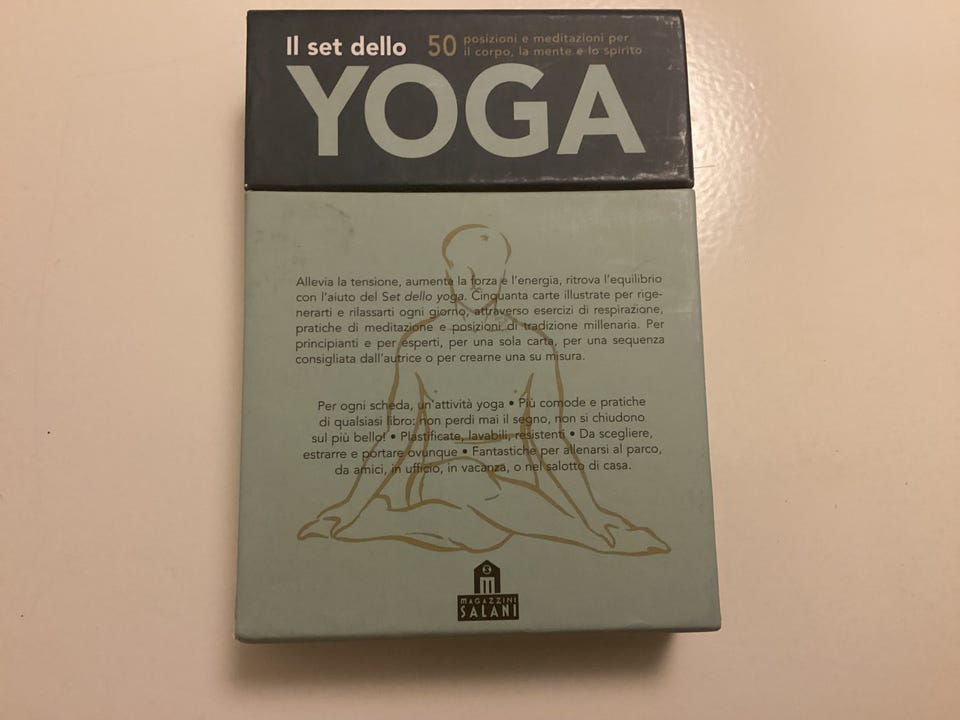 Il set dello
50 posizioni e meditazioni per
il corpo, la mente e lo spirito
YOGA
Allevia la tensione, aumenta la forza e l'energia, ritrova l'equilibrio
con l'aiuto del Set dello yoga. Cinquanta carte illustrate per rige-
nerarti e rilassarti ogni giorno, attraverso esercizi di respirazione,
pratiche di meditazione e posizioni di tradizione millenaria. Per
principianti e per esperti, per una sola carta, per una sequenza
consigliata dall'autrice o per crearne una su misura.
Per ogni scheda, un'attività yoga • Più comode e pratiche
di qualsiasi libro: non perdi mai il segno, non si chiudono
sul più bello! • Plastificate, lavabili, resistenti • Da scegliere,
estrarre e portare ovunque • Fantastiche per allenarsi al parco,
da amici, in ufficio, in vacanza, o nel salotto di casa.
MAGAZZINI
SALANI